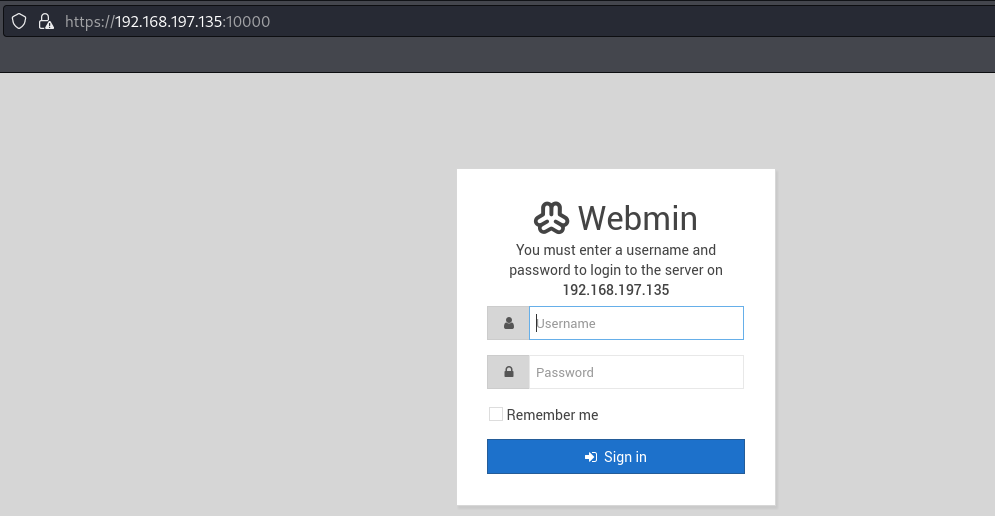 https://192.168.197.135:10000
Webmin
You must enter a username and
password to login to the server on
192.168.197.135
Username
Password
Remember me
Sign in